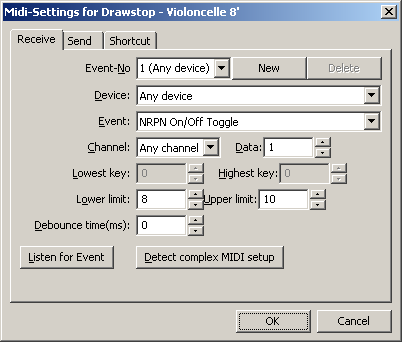 Midi-Settings for Drawstop - Violoncelle 8'
Receive Send Shortcut
Event-No 1 (Any device) New Delete
Device: Any device
Event: NRPN On/Off Toggle
Channel: Any channel Data: 1
Lowest key: 0 Highest key: 0
Lower limit: 8 Upper limit: 10
Debounce time(ms): 0
Listen for Event Detect complex MIDI setup
OK Cancel